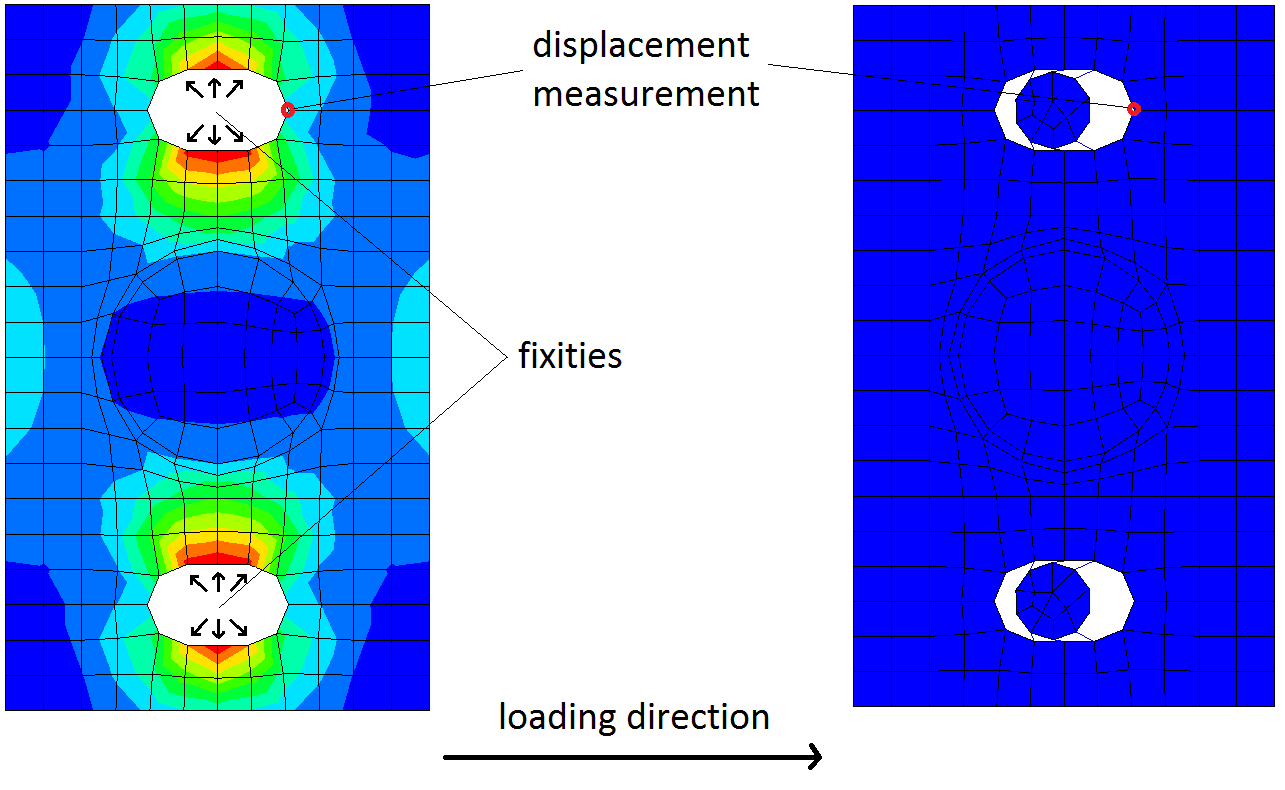 displacement
measurement
fixities
loading direction